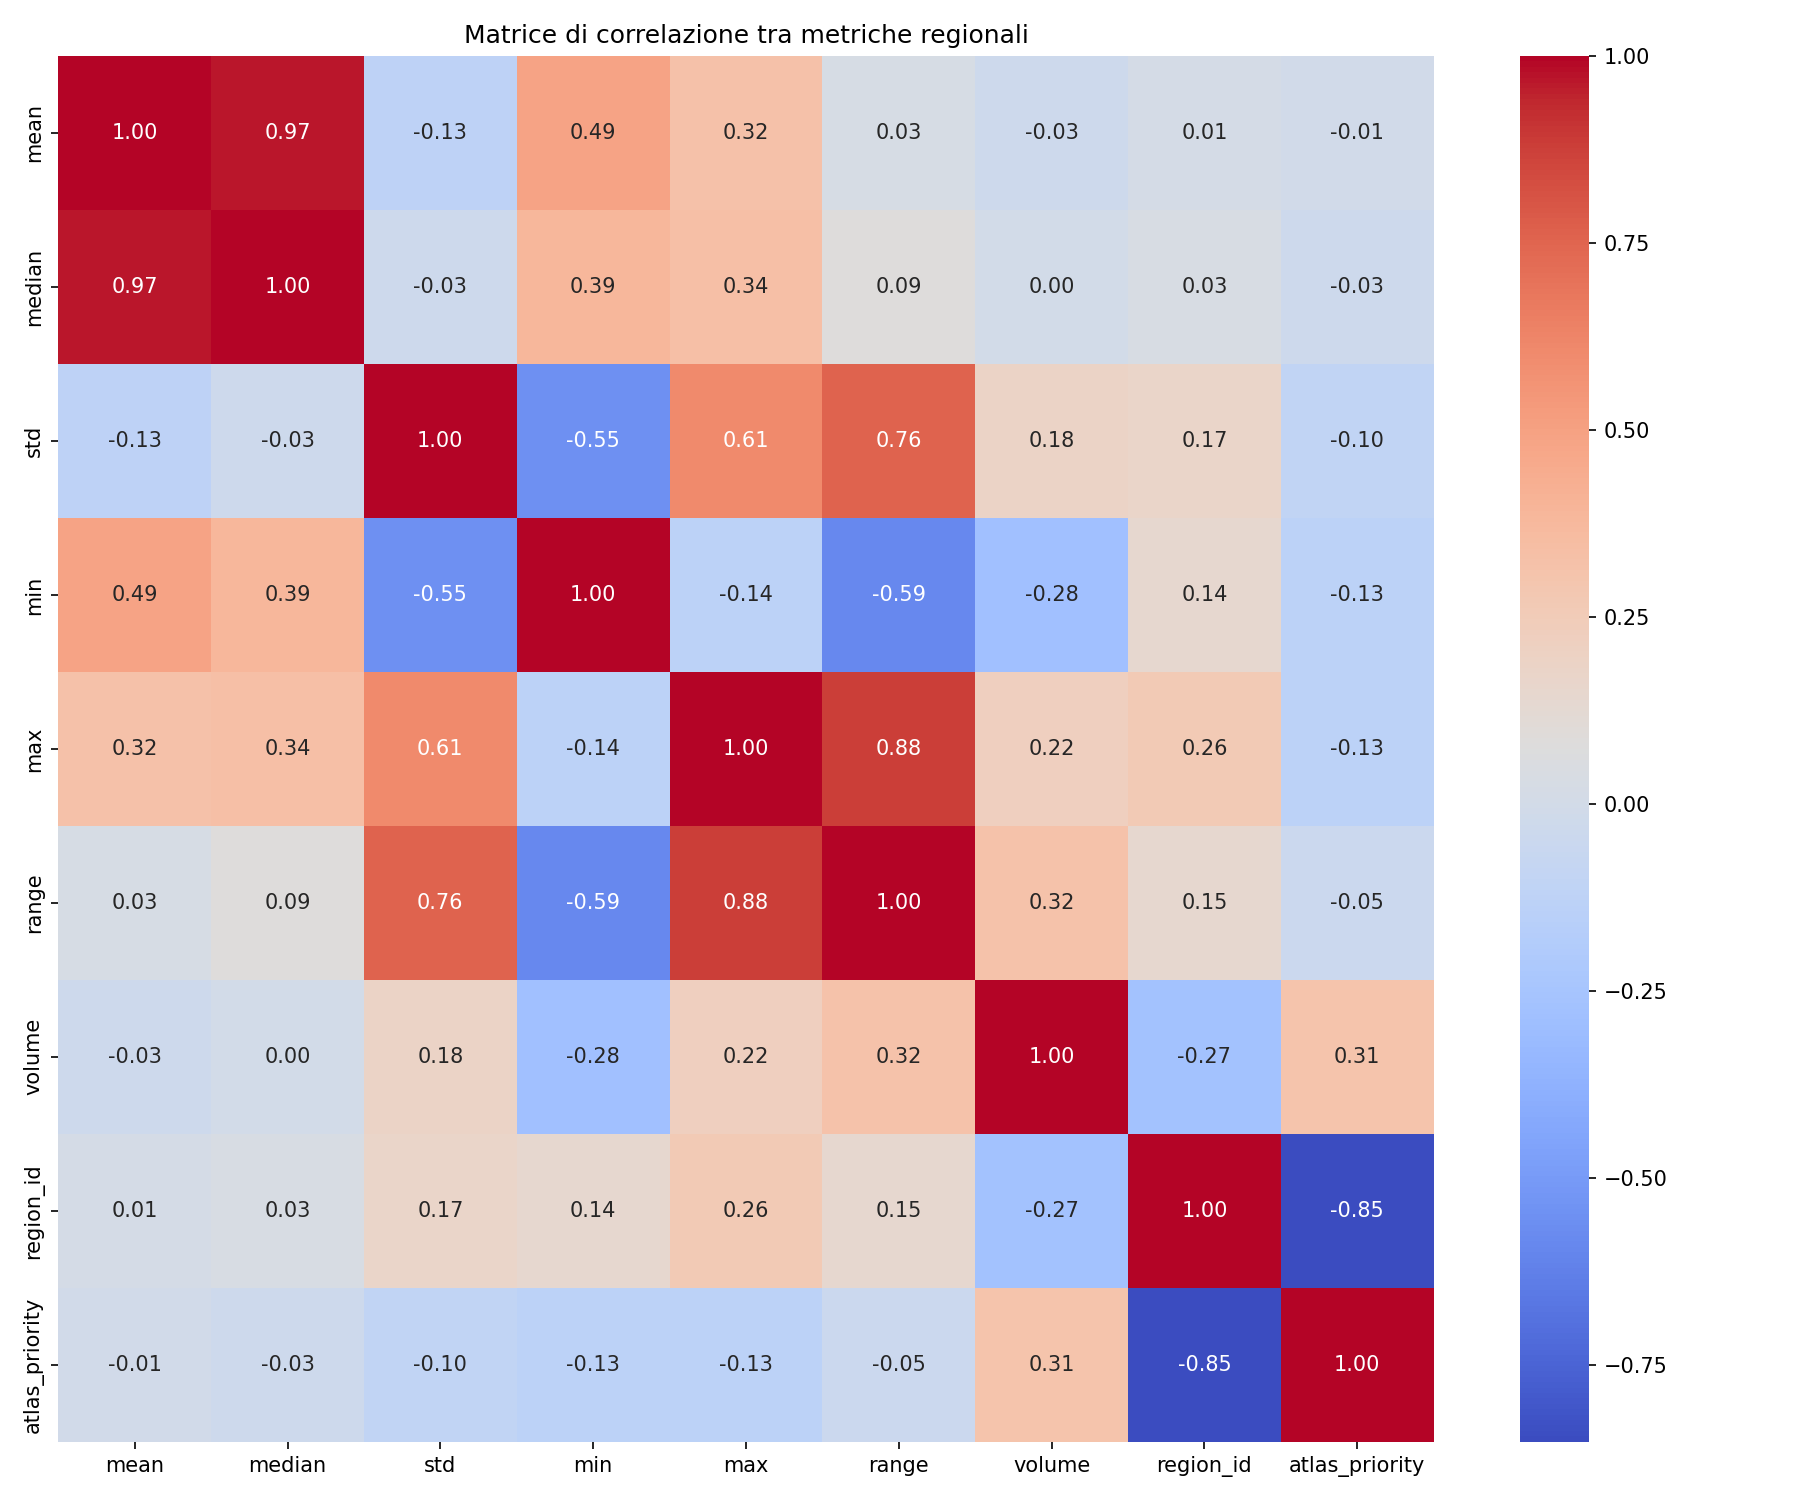 Matrice di correlazione tra metriche regionali
mean 1.00 0.97 -0.13 0.49 0.32 0.03 -0.03 0.01 -0.01
median 0.97 1.00 -0.03 0.39 0.34 0.09 0.00 0.03 -0.03
std -0.13 -0.03 1.00 -0.55 0.61 0.76 0.18 0.17 -0.10
min 0.49 0.39 -0.55 1.00 -0.14 -0.59 -0.28 0.14 -0.13
max 0.32 0.34 0.61 -0.14 1.00 0.88 0.22 0.26 -0.13
range 0.03 0.09 0.76 -0.59 0.88 1.00 0.32 0.15 -0.05
volume -0.03 0.00 0.18 -0.28 0.22 0.32 1.00 -0.27 0.31
region_id 0.01 0.03 0.17 0.14 0.26 0.15 -0.27 1.00 -0.85
atlas_priority -0.01 -0.03 -0.10 -0.13 -0.13 -0.05 0.31 -0.85 1.00
mean median std min max range volume region_id atlas_priority
1.00
0.75
0.50
0.25
0.00
−0.25
−0.50
−0.75